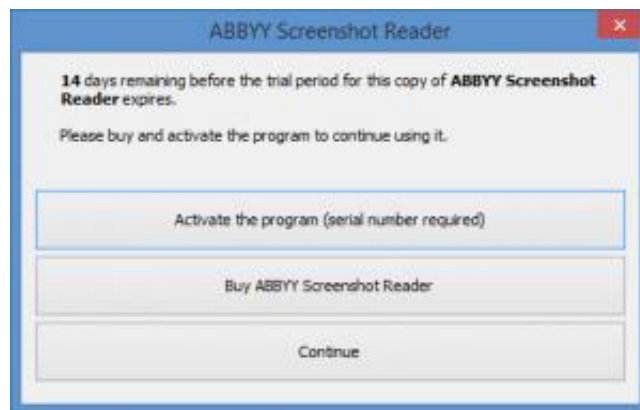 ABBYY Screenshot Reader
14 days remaining before the trial period for this copy of ABBYY Screenshot
Reader expires.
Please buy and activate the program to continue using it.
Activate the program (serial number required)
Buy ABBYY Screenshot Reader
Continue